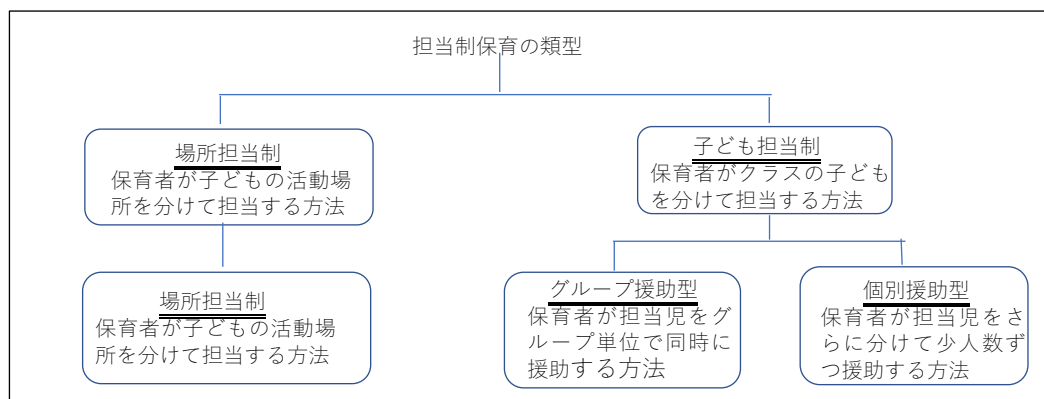 担当制保育の類型
場所担当制
保育者が子どもの活動場
所を分けて担当する方法
子ども担当制
保育者がクラスの子ども
を分けて担当する方法
場所担当制
保育者が子どもの活動場
所を分けて担当する方法
グループ援助型
保育者が担当児をグ
ループ単位で同時に
援助する方法
個別援助型
保育者が担当児をさ
らに分けて少人数ず
つ援助する方法